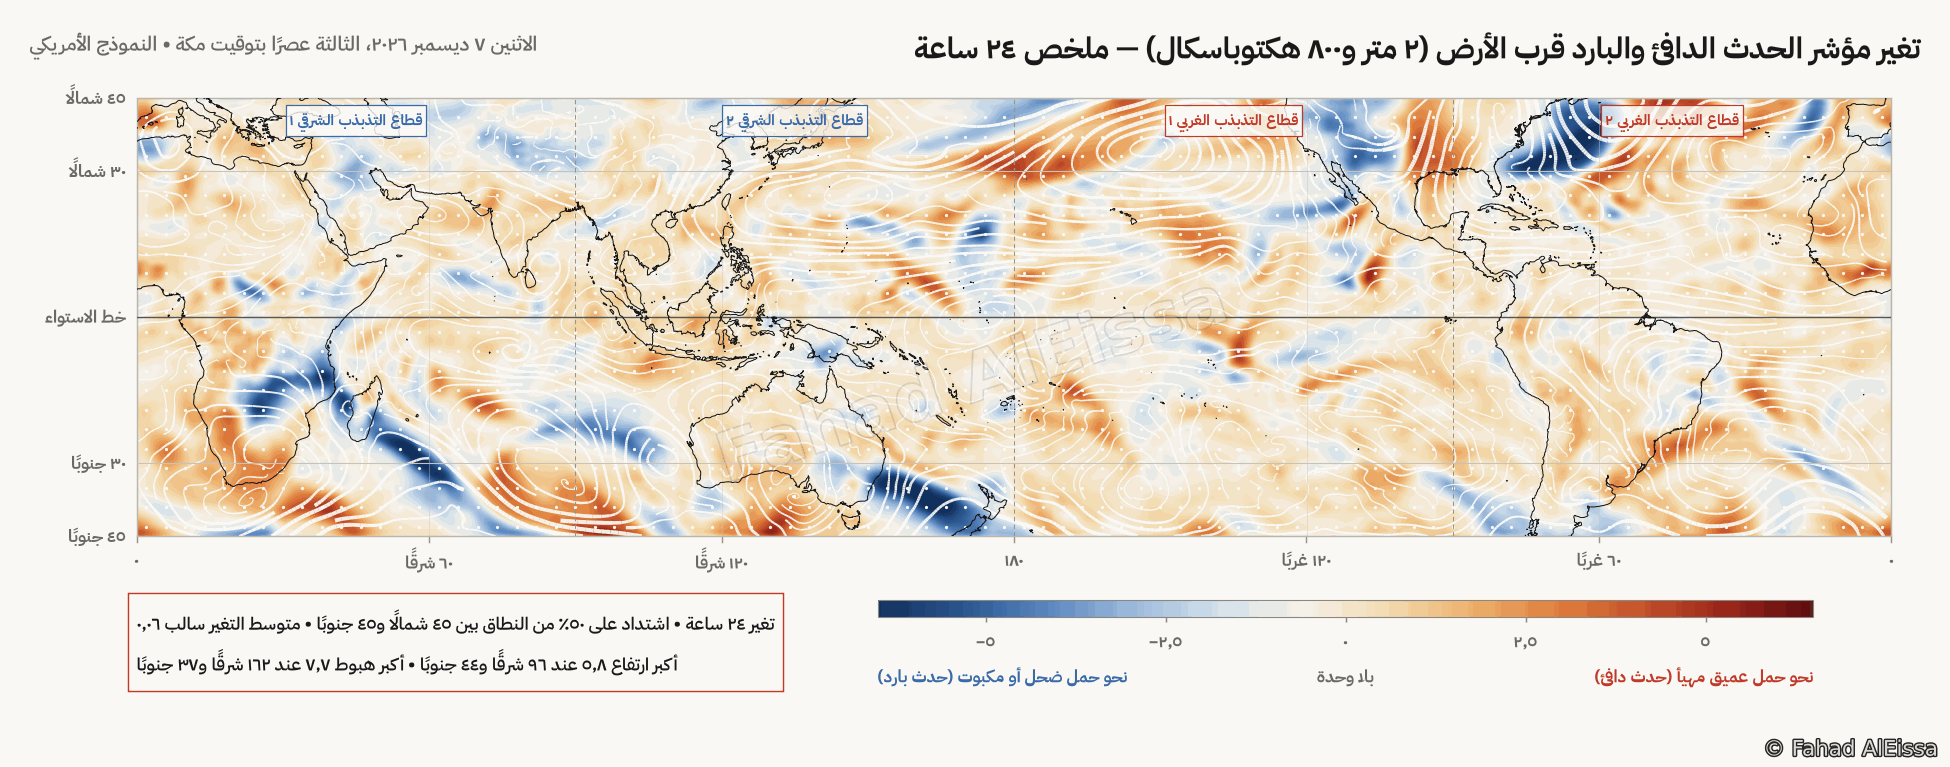 تغير مؤشر الحدث الدافئ والبارد قرب الأرض (٢ متر و٨٠٠ هكتوباسكال) — ملخص ٢٤ ساعة
الاثنين ٧ ديسمبر ٢٠٢٦، الثالثة عصرًا بتوقيت مكة • النموذج الأمريكي
قطاع التذبذب الشرقي ١
قطاع التذبذب الشرقي ٢
قطاع التذبذب الغربي ١
قطاع التذبذب الغربي ٢
٤٥ شمالًا
٣٠ شمالًا
خط الاستواء
٣٠ جنوبًا
٤٥ جنوبًا
٠
٦٠ شرقًا
١٢٠ شرقًا
١٨٠
١٢٠ غربًا
٦٠ غربًا
٠
Fahad AlEissa
تغير ٢٤ ساعة • اشتداد على ٥٠٪ من النطاق بين ٤٥ شمالًا و٤٥ جنوبًا • متوسط التغير سالب ٠٫٠٦
أكبر ارتفاع ٥٫٨ عند ٩٦ شرقًا و٤٤ جنوبًا • أكبر هبوط ٧٫٧ عند ١٦٢ شرقًا و٣٧ جنوبًا
−٥
−٢٫٥
٠
٢٫٥
٥
نحو حمل عميق مهيأ (حدث دافئ)
بلا وحدة
نحو حمل ضحل أو مكبوت (حدث بارد)
© Fahad AlEissa